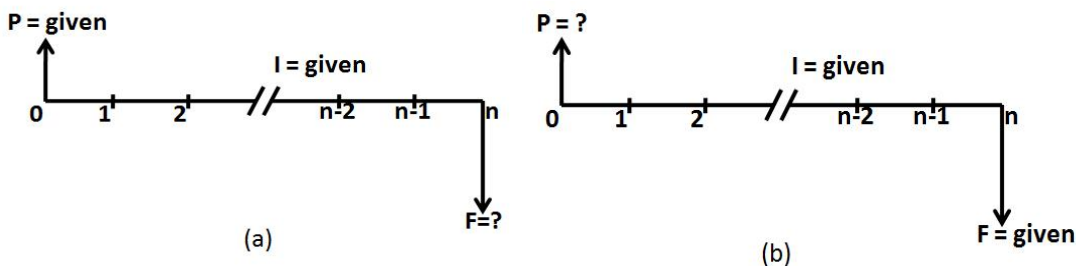 P = given
I = given
0 1 2 n-2 n-1 n
F=?
(a)
P = ?
I = given
0 1 2 n-2 n-1 n
F = given
(b)